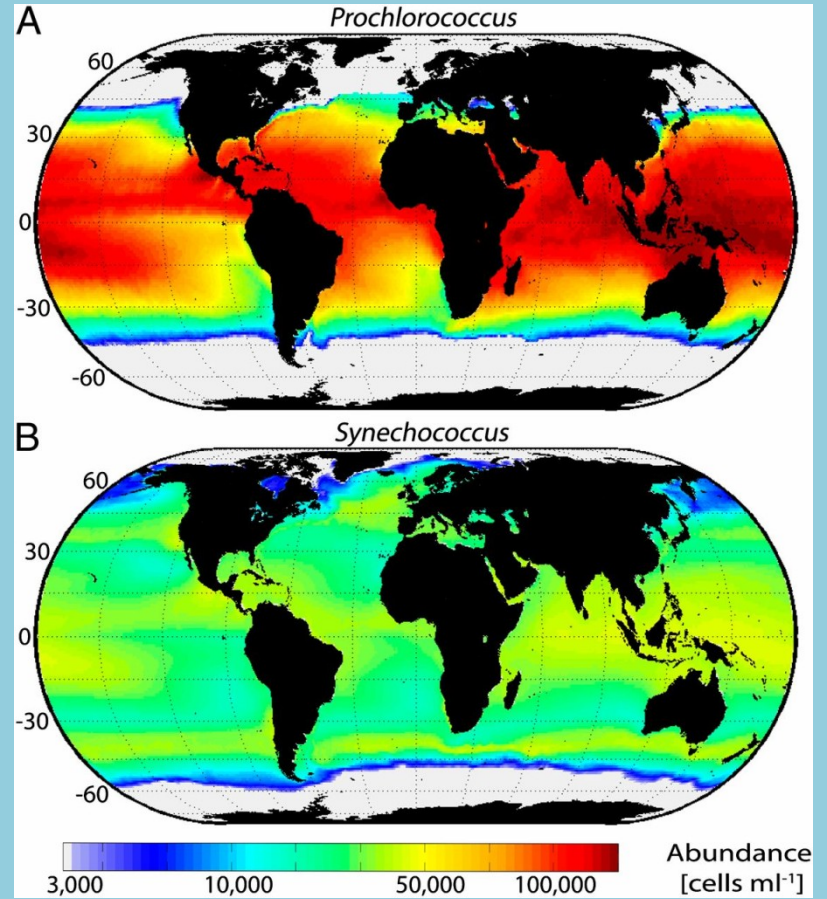 A
Prochlorococcus
60
30
0
-30
-60
B
Synechococcus
60
30
0
-30
-60
3,000 10,000 50,000 100,000
Abundance
[cells ml⁻¹]